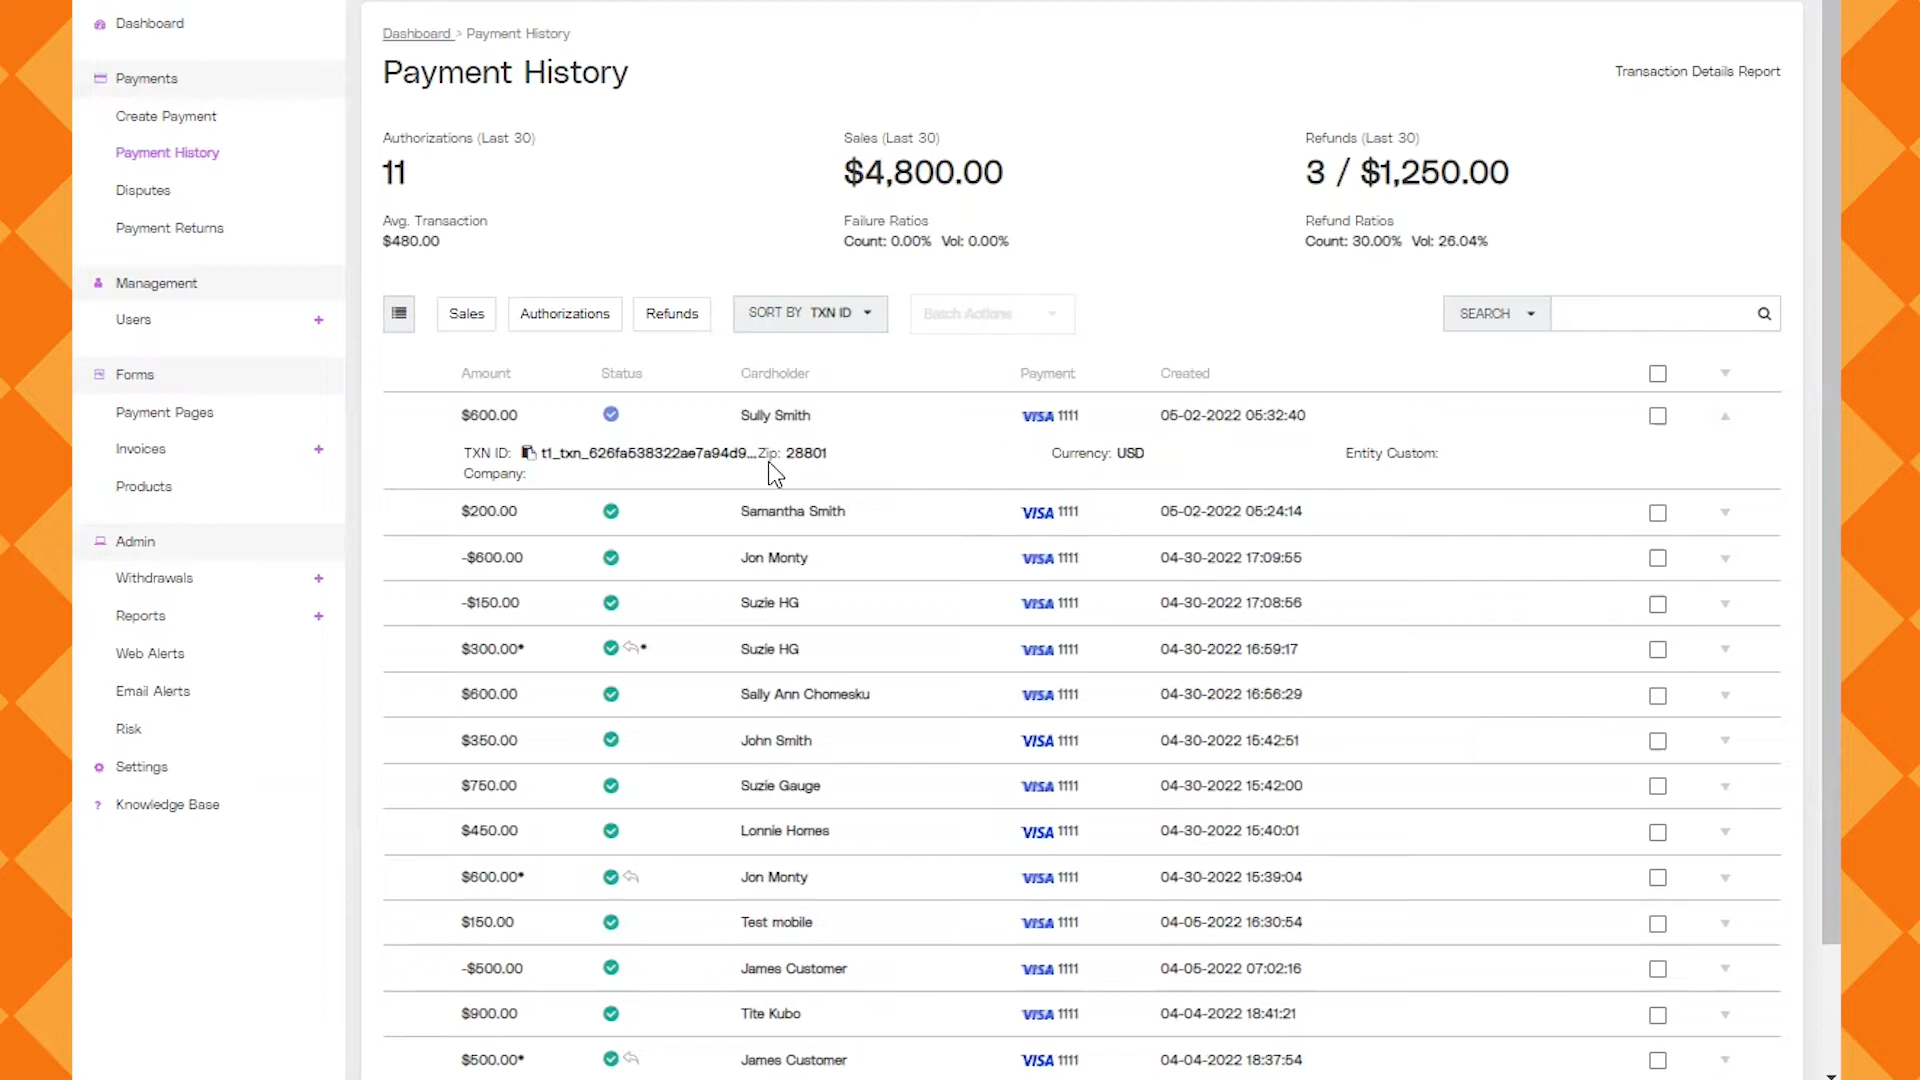 Dashboard
Payments
Create Payment
Payment History
Disputes
Payment Returns
Management
Users +
Forms
Payment Pages
Invoices +
Products
Admin
Withdrawals +
Reports +
Web Alerts
Email Alerts
Risk
Settings
? Knowledge Base
Dashboard > Payment History
Payment History
Transaction Details Report
Authorizations (Last 30) Sales (Last 30) Refunds (Last 30)
11 $4,800.00 3 / $1,250.00
Avg. Transaction Failure Ratios Refund Ratios
$480.00 Count: 0.00% Vol: 0.00% Count: 30.00% Vol: 26.04%
Sales Authorizations Refunds SORT BY TXN ID Batch Actions SEARCH
Amount Status Cardholder Payment Created
$600.00 Sully Smith VISA 1111 05-02-2022 05:32:40
TXN ID: t1_txn_626fa538322ae7a94d9... Zip: 28801 Currency: USD Entity Custom:
Company:
$200.00 Samantha Smith VISA 1111 05-02-2022 05:24:14
-$600.00 Jon Monty VISA 1111 04-30-2022 17:09:55
-$150.00 Suzie HG VISA 1111 04-30-2022 17:08:56
$300.00* * Suzie HG VISA 1111 04-30-2022 16:59:17
$600.00 Sally Ann Chomesku VISA 1111 04-30-2022 16:56:29
$350.00 John Smith VISA 1111 04-30-2022 15:42:51
$750.00 Suzie Gauge VISA 1111 04-30-2022 15:42:00
$450.00 Lonnie Homes VISA 1111 04-30-2022 15:40:01
$600.00* Jon Monty VISA 1111 04-30-2022 15:39:04
$150.00 Test mobile VISA 1111 04-05-2022 16:30:54
-$500.00 James Customer VISA 1111 04-05-2022 07:02:16
$900.00 Tite Kubo VISA 1111 04-04-2022 18:41:21
$500.00* James Customer VISA 1111 04-04-2022 18:37:54